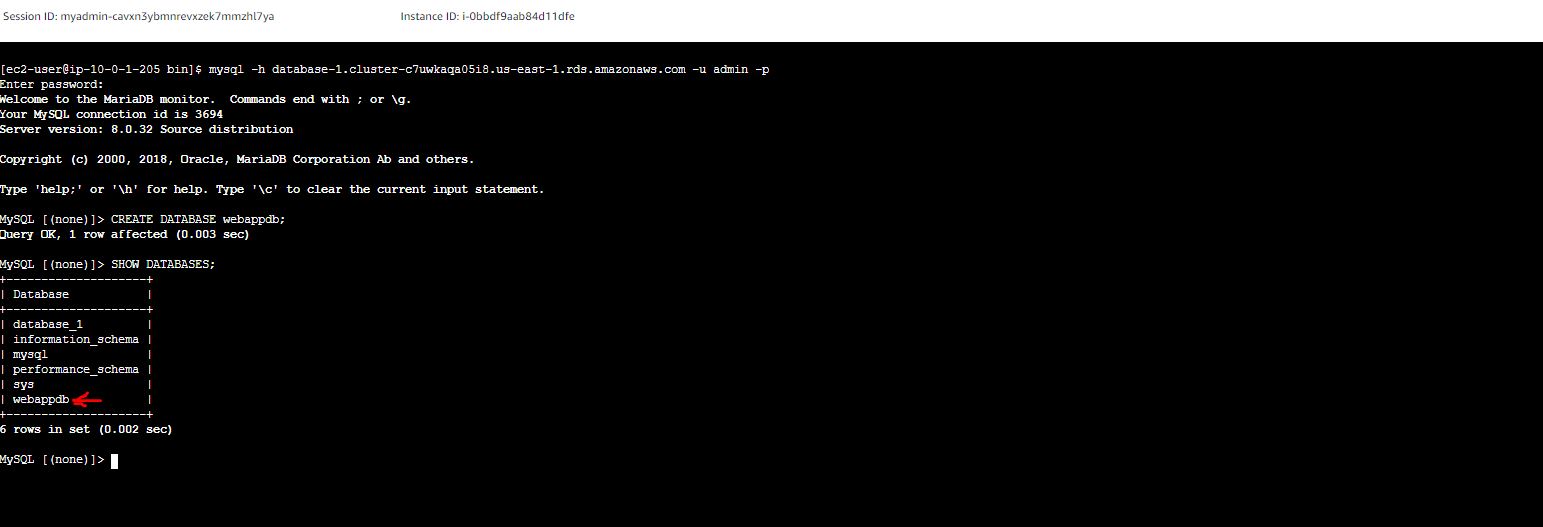 Session ID: myadmin-cavxn3ybmnrevxzek7mmzhl7ya Instance ID: i-0bbdf9aab84d11dfe
[ec2-user@ip-10-0-1-205 bin]$ mysql -h database-1.cluster-c7uwkaqa05i8.us-east-1.rds.amazonaws.com -u admin -p
Enter password:
Welcome to the MariaDB monitor.  Commands end with ; or \g.
Your MySQL connection id is 3694
Server version: 8.0.32 Source distribution
Copyright (c) 2000, 2018, Oracle, MariaDB Corporation Ab and others.
Type 'help;' or '\h' for help. Type '\c' to clear the current input statement.
MySQL [(none)]> CREATE DATABASE webappdb;
Query OK, 1 row affected (0.003 sec)
MySQL [(none)]> SHOW DATABASES;
+--------------------+
| Database           |
+--------------------+
| database_1         |
| information_schema |
| mysql              |
| performance_schema |
| sys                |
| webappdb           |
+--------------------+
6 rows in set (0.002 sec)
MySQL [(none)]>